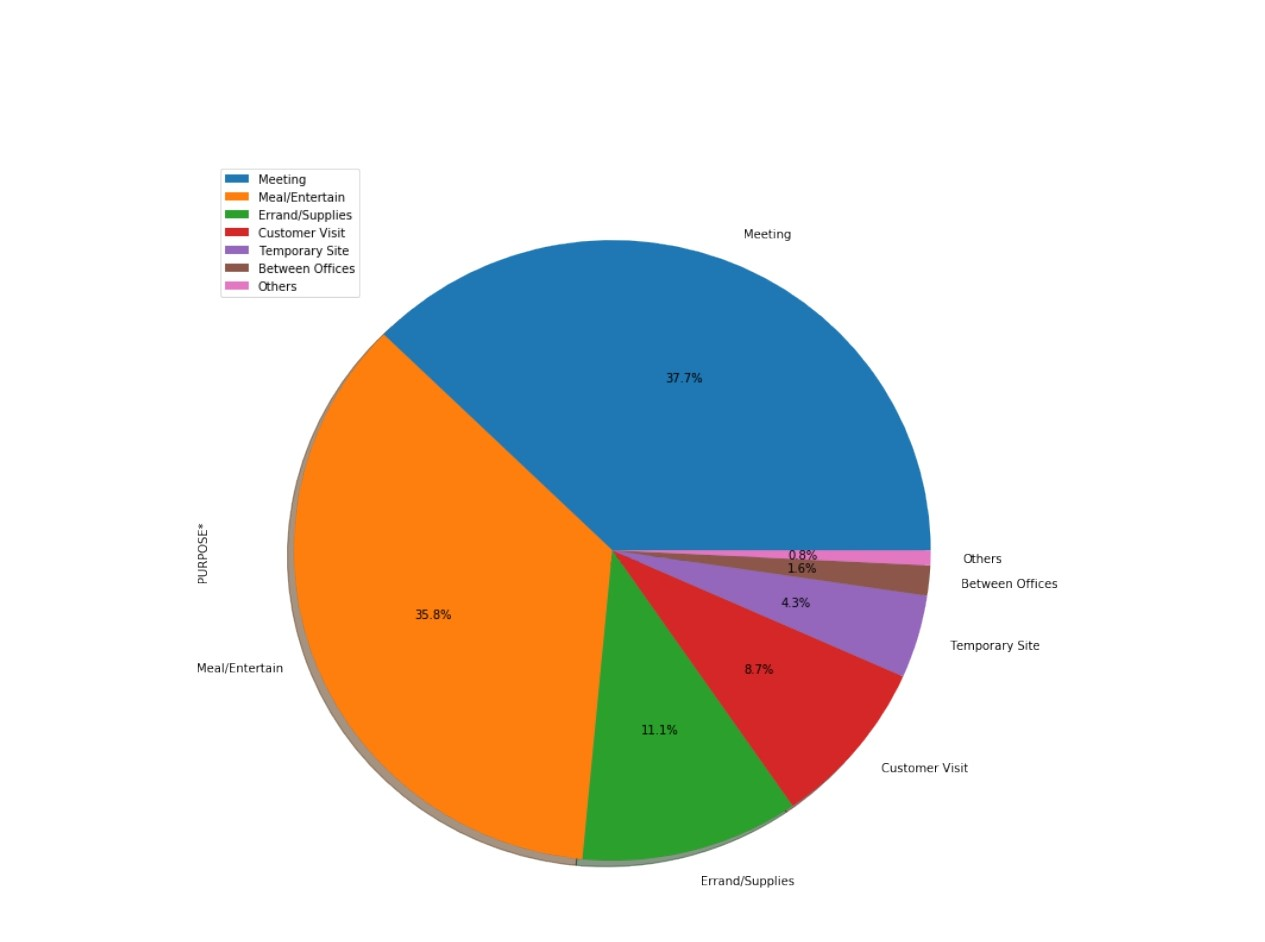 Meeting
Meal/Entertain
Errand/Supplies
Customer Visit
Temporary Site
Between Offices
Others
Meeting
37.7%
PURPOSE*
0.8%
Others
1.6%
Between Offices
4.3%
35.8%
Temporary Site
Meal/Entertain
8.7%
11.1%
Customer Visit
Errand/Supplies